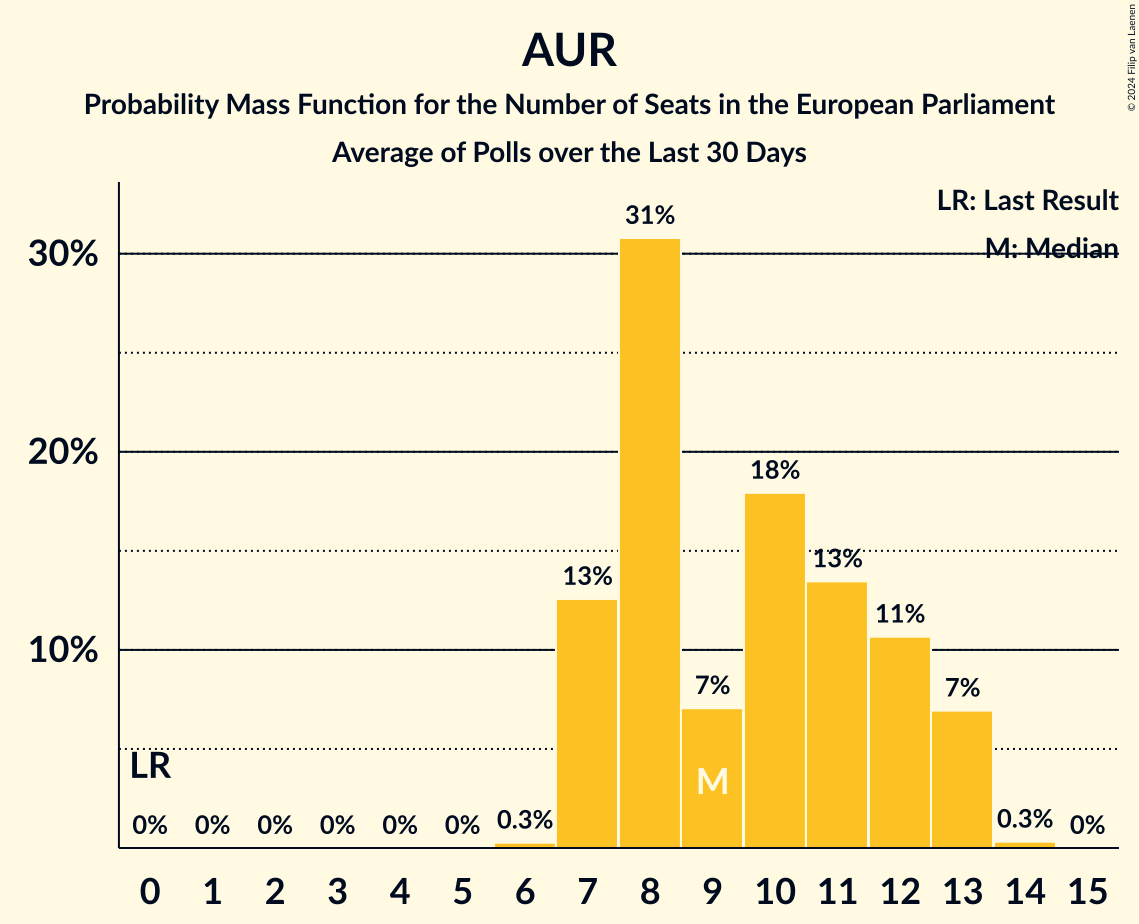 AUR
Probability Mass Function for the Number of Seats in the European Parliament
Average of Polls over the Last 30 Days
© 2024 Filip van Laenen
LR: Last Result
M: Median
30%
20%
10%
31%
18%
13%
13%
11%
7%
7%
M
LR
0% 0% 0% 0% 0% 0% 0.3% 0.3% 0%
0 1 2 3 4 5 6 7 8 9 10 11 12 13 14 15